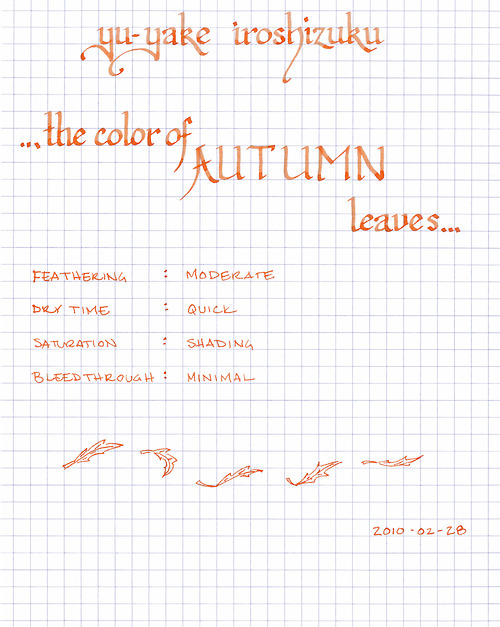 yu-yake iroshizuku
...the color of
AUTUMN
leaves...
FEATHERING : MODERATE
DRY TIME : QUICK
SATURATION : SHADING
BLEEDTHROUGH : MINIMAL
2010-02-28